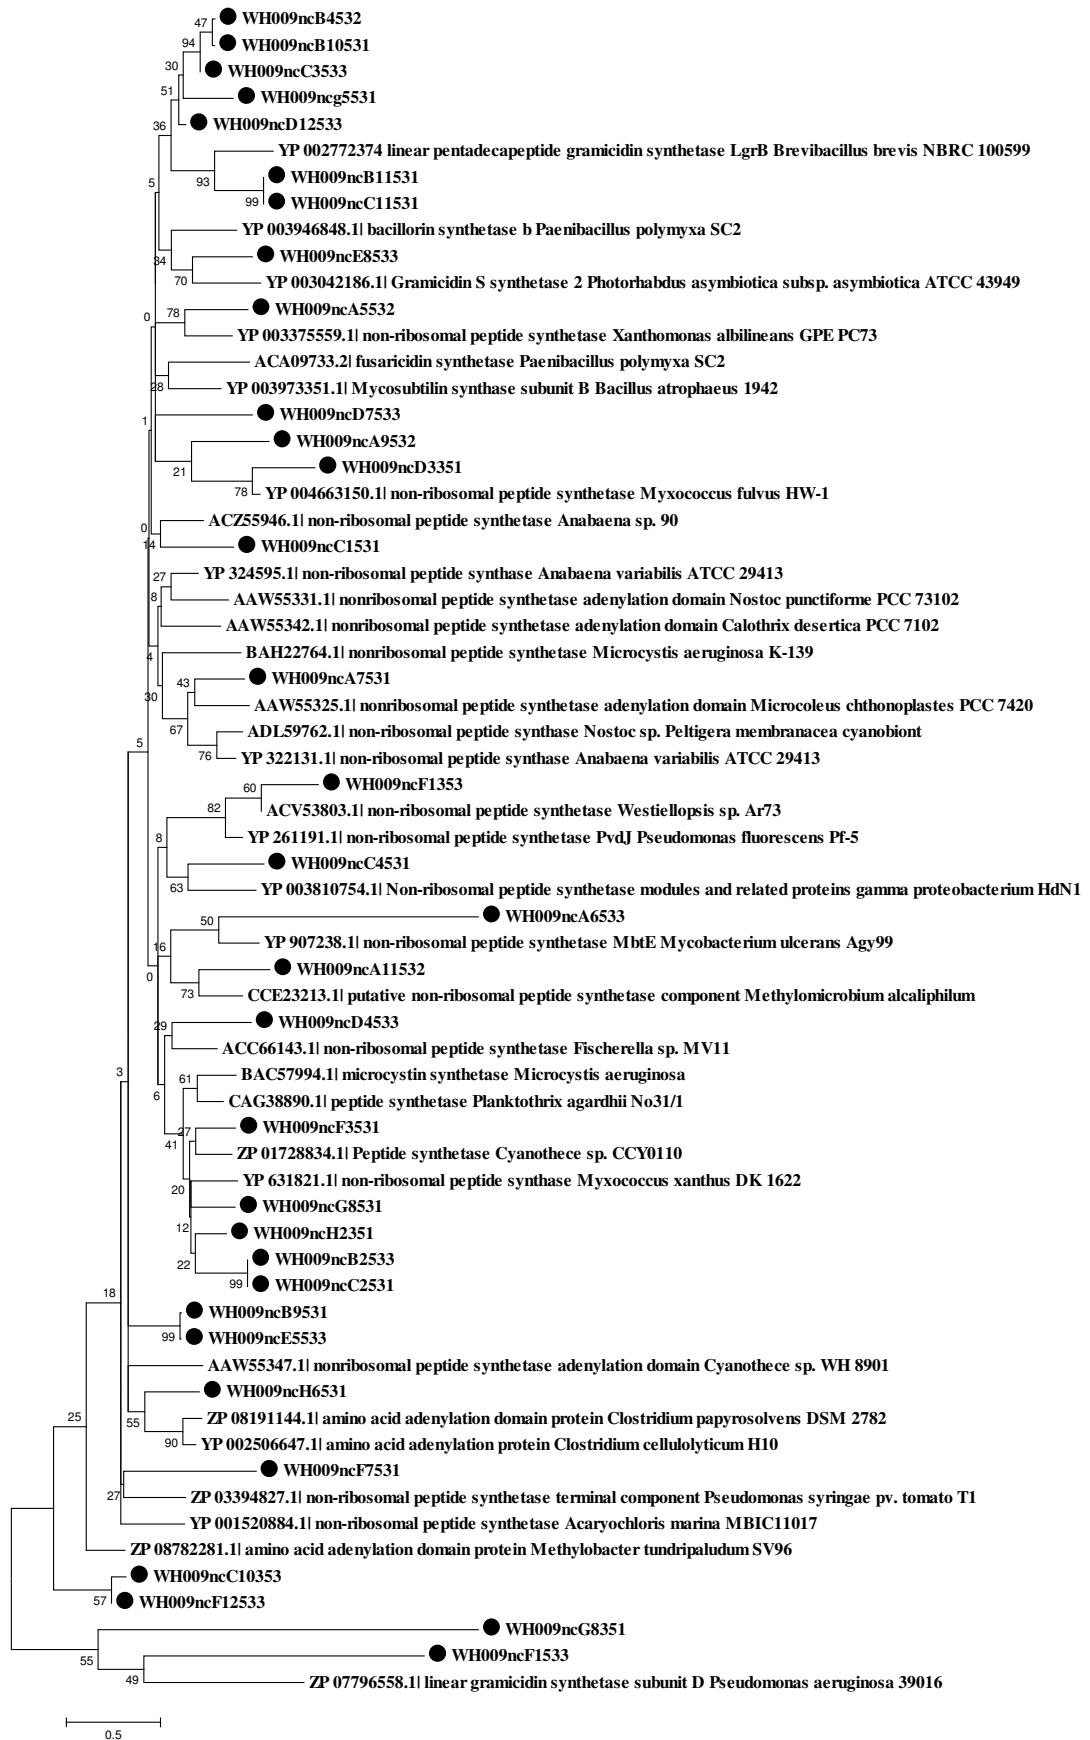 47
WH009ncB4532
94
WH009ncB10531
30
WH009ncC3533
51
WH009ncg5531
36
WH009ncD12533
YP 002772374 linear pentadecapeptide gramicidin synthetase LgrB Brevibacillus brevis NBRC 100599
93
WH009ncB11531
5
99
WH009ncC11531
YP 003946848.1| bacillorin synthetase b Paenibacillus polymyxa SC2
34
WH009ncE8533
70
YP 003042186.1| Gramicidin S synthetase 2 Photorhabdus asymbiotica subsp. asymbiotica ATCC 43949
0
78
WH009ncA5532
YP 003375559.1| non-ribosomal peptide synthetase Xanthomonas albilineans GPE PC73
ACA09733.2| fusaricidin synthetase Paenibacillus polymyxa SC2
28
YP 003973351.1| Mycosubtilin synthase subunit B Bacillus atrophaeus 1942
1
WH009ncD7533
WH009ncA9532
21
WH009ncD3351
78
YP 004663150.1| non-ribosomal peptide synthetase Myxococcus fulvus HW-1
0
ACZ55946.1| non-ribosomal peptide synthetase Anabaena sp. 90
14
WH009ncC1531
27
YP 324595.1| non-ribosomal peptide synthase Anabaena variabilis ATCC 29413
8
AAW55331.1| nonribosomal peptide synthetase adenylation domain Nostoc punctiforme PCC 73102
AAW55342.1| nonribosomal peptide synthetase adenylation domain Calothrix desertica PCC 7102
4
BAH22764.1| nonribosomal peptide synthetase Microcystis aeruginosa K-139
30
43
WH009ncA7531
AAW55325.1| nonribosomal peptide synthetase adenylation domain Microcoleus chthonoplastes PCC 7420
67
ADL59762.1| non-ribosomal peptide synthase Nostoc sp. Peltigera membranacea cyanobiont
5
76
YP 322131.1| non-ribosomal peptide synthase Anabaena variabilis ATCC 29413
60
WH009ncF1353
82
ACV53803.1| non-ribosomal peptide synthetase Westiellopsis sp. Ar73
8
YP 261191.1| non-ribosomal peptide synthetase PvdJ Pseudomonas fluorescens Pf-5
WH009ncC4531
63
YP 003810754.1| Non-ribosomal peptide synthetase modules and related proteins gamma proteobacterium HdN1
50
WH009ncA6533
16
YP 907238.1| non-ribosomal peptide synthetase MbtE Mycobacterium ulcerans Agy99
0
WH009ncA11532
73
CCE23213.1| putative non-ribosomal peptide synthetase component Methylomicrobium alcaliphilum
29
WH009ncD4533
ACC66143.1| non-ribosomal peptide synthetase Fischerella sp. MV11
3
61
BAC57994.1| microcystin synthetase Microcystis aeruginosa
6
CAG38890.1| peptide synthetase Planktothrix agardhii No31/1
27
WH009ncF3531
41
ZP 01728834.1| Peptide synthetase Cyanothece sp. CCY0110
20
YP 631821.1| non-ribosomal peptide synthase Myxococcus xanthus DK 1622
WH009ncG8531
12
WH009ncH2351
22
WH009ncB2533
99
WH009ncC2531
18
WH009ncB9531
99
WH009ncE5533
AAW55347.1| nonribosomal peptide synthetase adenylation domain Cyanothece sp. WH 8901
WH009ncH6531
25
55
ZP 08191144.1| amino acid adenylation domain protein Clostridium papyrosolvens DSM 2782
90
YP 002506647.1| amino acid adenylation protein Clostridium cellulolyticum H10
WH009ncF7531
27
ZP 03394827.1| non-ribosomal peptide synthetase terminal component Pseudomonas syringae pv. tomato T1
YP 001520884.1| non-ribosomal peptide synthetase Acaryochloris marina MBIC11017
ZP 08782281.1| amino acid adenylation domain protein Methylobacter tundripaludum SV96
WH009ncC10353
57
WH009ncF12533
WH009ncG8351
55
WH009ncF1533
49
ZP 07796558.1| linear gramicidin synthetase subunit D Pseudomonas aeruginosa 39016
0.5